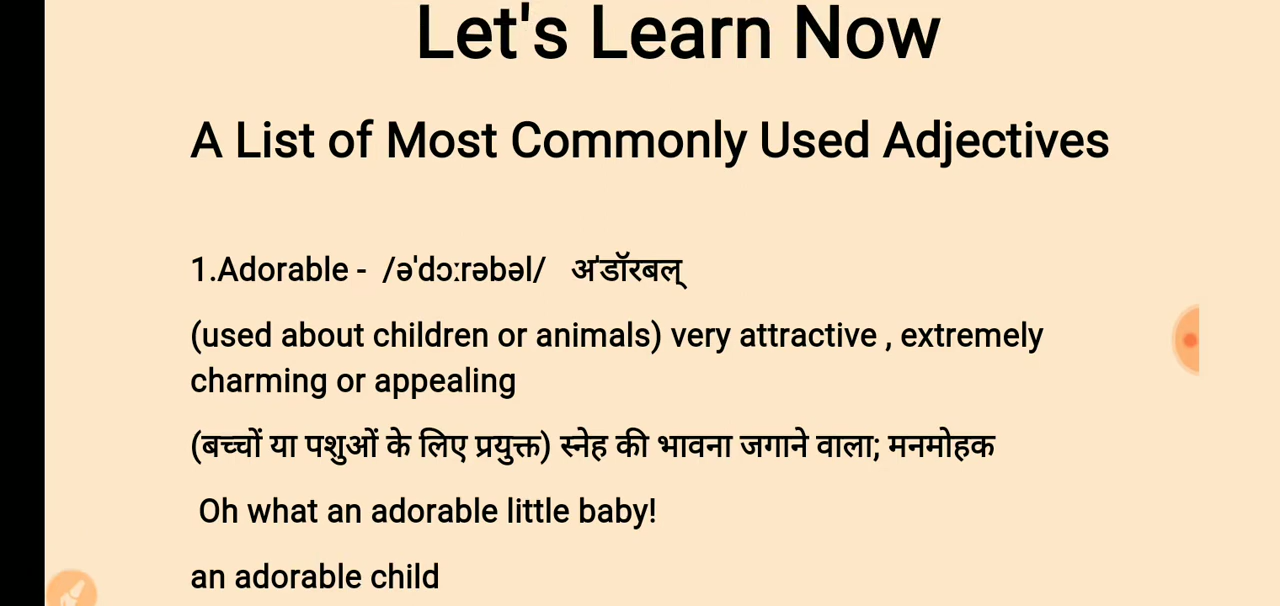 Let's Learn Now
A List of Most Commonly Used Adjectives
1.Adorable - /ə'dɔːrəbəl/ अ'डॉरबल्
(used about children or animals) very attractive , extremely
charming or appealing
(बच्चों या पशुओं के लिए प्रयुक्त) स्नेह की भावना जगाने वाला; मनमोहक
Oh what an adorable little baby!
an adorable child